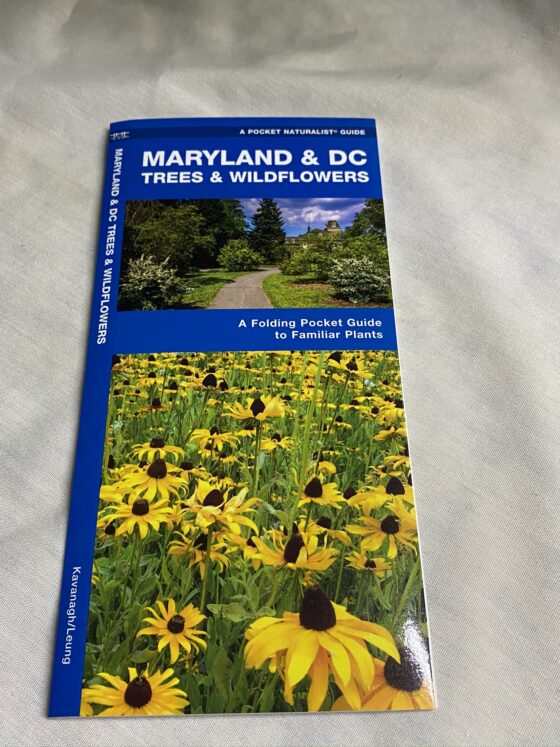 A POCKET NATURALIST® GUIDE
MARYLAND & DC
TREES & WILDFLOWERS
A Folding Pocket Guide
to Familiar Plants
MARYLAND & DC TREES & WILDFLOWERS
Kavanagh/Leung